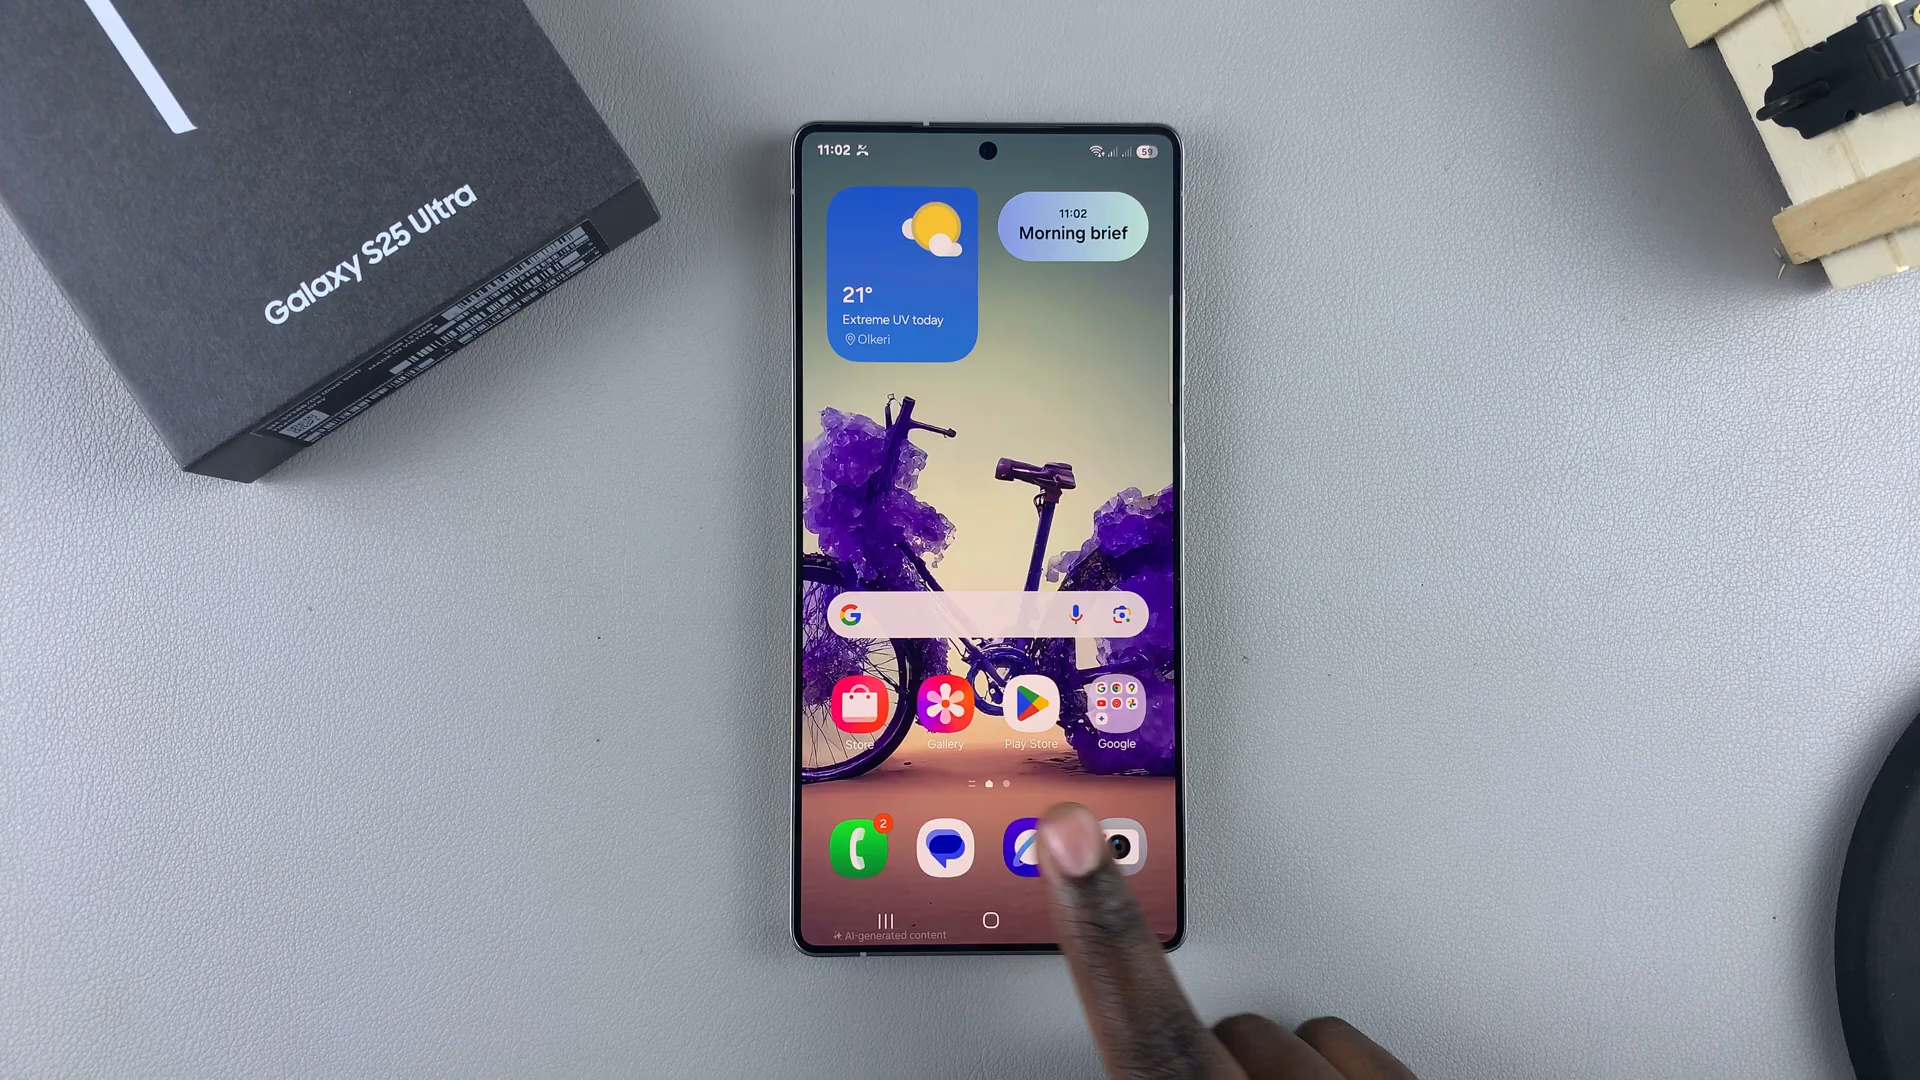 Galaxy S25 Ultra
11:02
59
11:02
Morning brief
21°
Extreme UV today
Olkeri
G
Store
Gallery
Play Store
Google
2
AI-generated content